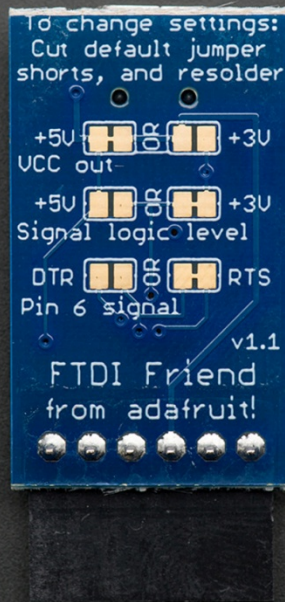 To change settings:
Cut default jumper
shorts, and resolder
+5V OR +3V
VCC out
+5V OR +3V
Signal logic level
DTR OR RTS
Pin 6 signal
v1.1
FTDI Friend
from adafruit!